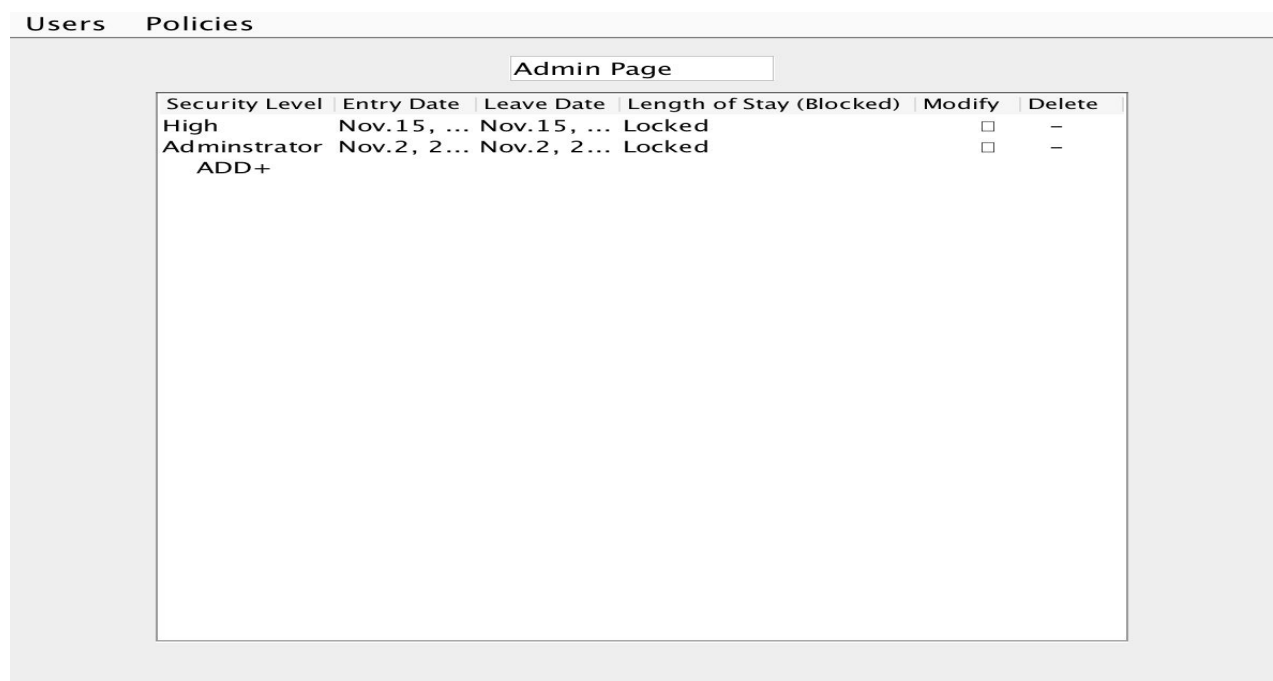 Users Policies
Admin Page
Security Level Entry Date Leave Date Length of Stay (Blocked) Modify Delete
High Nov.15, ... Nov.15, ... Locked □ –
Adminstrator Nov.2, 2... Nov.2, 2... Locked □ –
ADD+